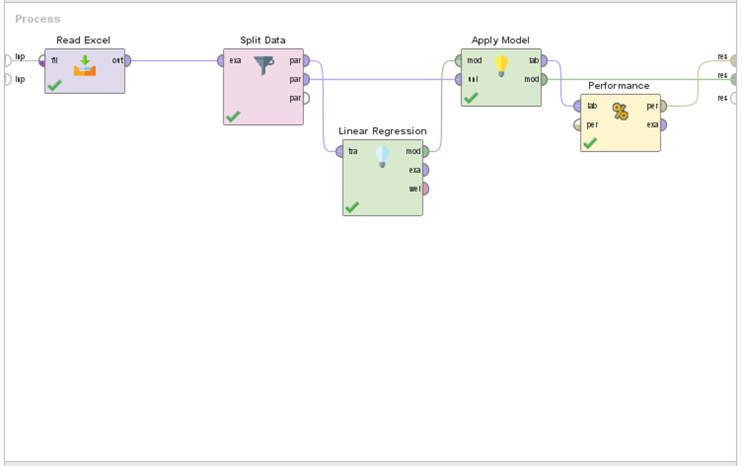 Process
Read Excel
Split Data
Apply Model
Performance
Linear Regression
inp
inp
fil
out
exa
par
par
par
mod
unl
lab
mod
lab
per
per
exa
tra
mod
exa
wei
res
res
res